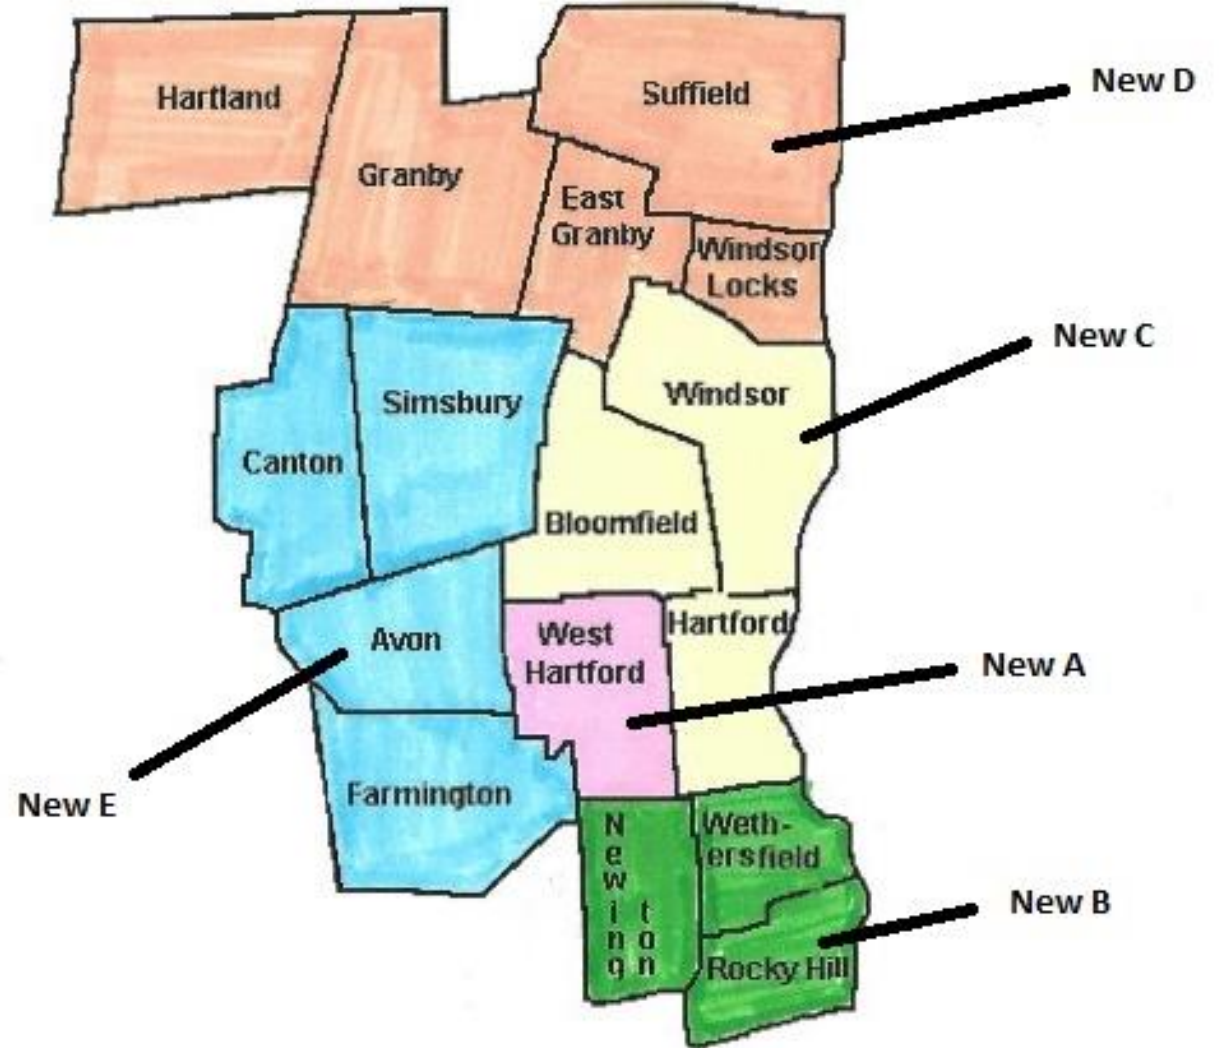 Hartland
Suffield
New D
Granby
East
Granby
Windsor
Locks
New C
Simsbury
Windsor
Canton
Bloomfield
Avon
West
Hartford
Hartford
New A
New E
Farmington
Newington
Weth-
ersfield
New B
Rocky Hill